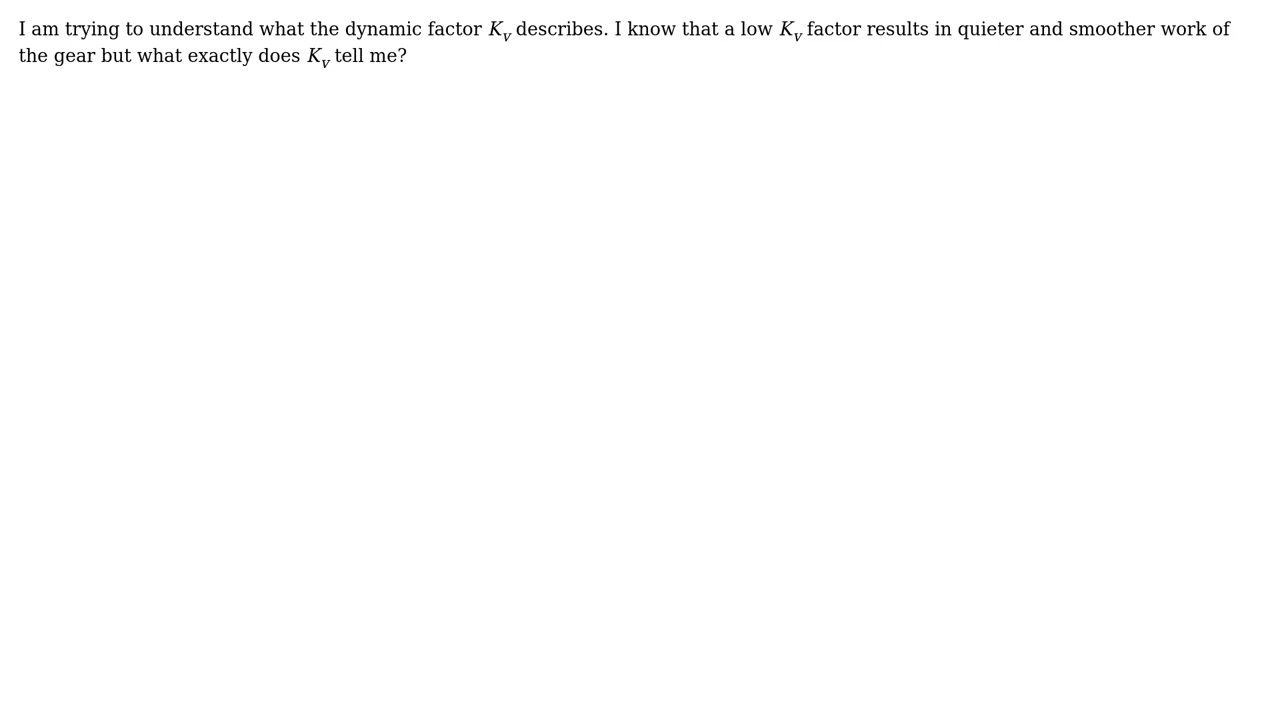 I am trying to understand what the dynamic factor K_v describes. I know that a low K_v factor results in quieter and smoother work of
the gear but what exactly does K_v tell me?